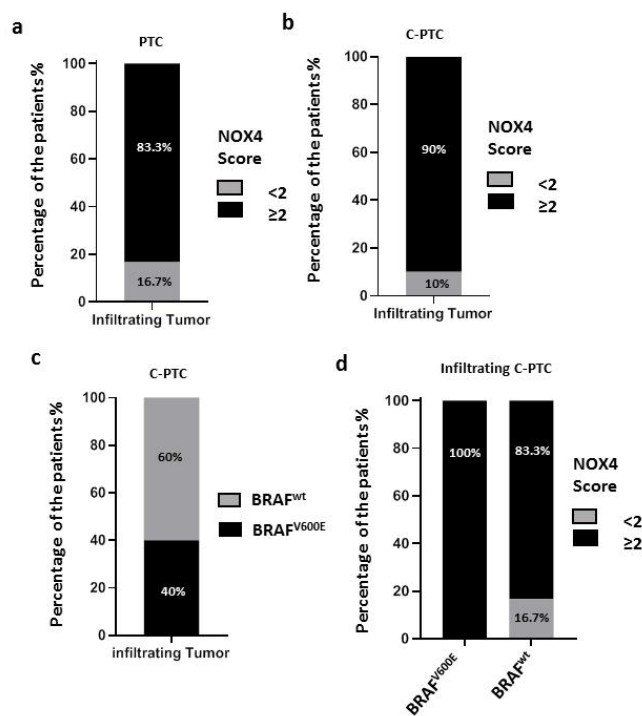 a
PTC
Percentage of the patients%
100
80
60
40
20
0
83.3%
16.7%
Infiltrating Tumor
NOX4
Score
<2
≥2
b
C-PTC
Percentage of the patients%
100
80
60
40
20
0
90%
10%
Infiltrating Tumor
NOX4
Score
<2
≥2
c
C-PTC
Percentage of the patients%
100
80
60
40
20
0
60%
40%
infiltrating Tumor
BRAFwt
BRAFV600E
d
Infiltrating C-PTC
Percentage of the patients%
100
80
60
40
20
0
100%
83.3%
16.7%
BRAFV600E
BRAFwt
NOX4
Score
<2
≥2